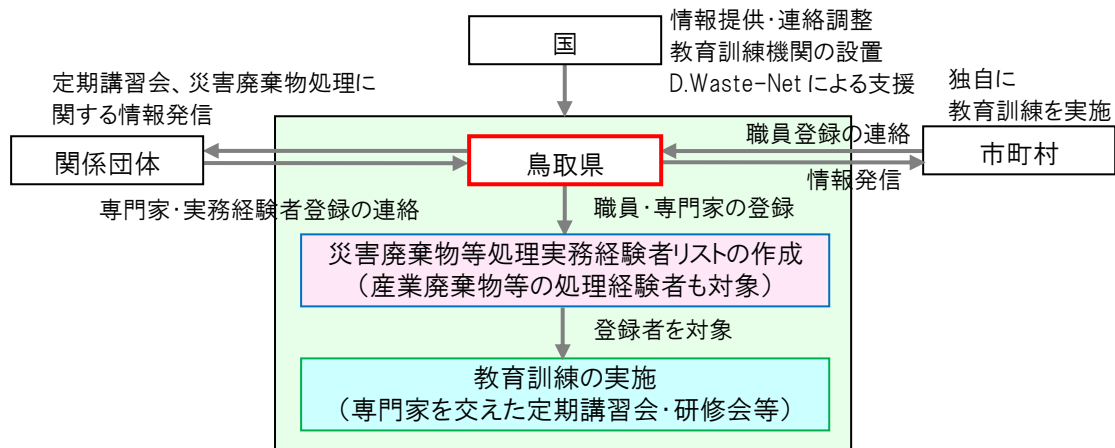 国
情報提供・連絡調整
教育訓練機関の設置
D.Waste-Netによる支援
定期講習会、災害廃棄物処理に
関する情報発信
独自に
教育訓練を実施
関係団体
鳥取県
職員登録の連絡
市町村
情報発信
専門家・実務経験者登録の連絡
職員・専門家の登録
災害廃棄物等処理実務経験者リストの作成
（産業廃棄物等の処理経験者も対象）
登録者を対象
教育訓練の実施
（専門家を交えた定期講習会・研修会等）